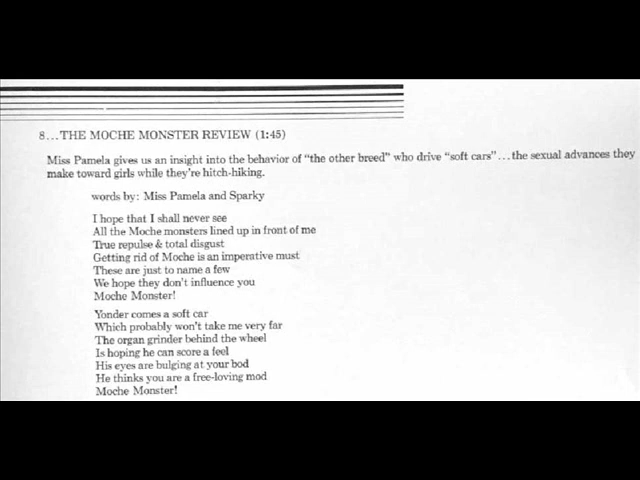 8...THE MOCHE MONSTER REVIEW (1:45)
Miss Pamela gives us an insight into the behavior of "the other breed" who drive "soft cars"...the sexual advances they
make toward girls while they're hitch-hiking.
words by: Miss Pamela and Sparky
I hope that I shall never see
All the Moche monsters lined up in front of me
True repulse & total disgust
Getting rid of Moche is an imperative must
These are just to name a few
We hope they don't influence you
Moche Monster!
Yonder comes a soft car
Which probably won't take me very far
The organ grinder behind the wheel
Is hoping he can score a feel
His eyes are bulging at your bod
He thinks you are a free-loving mod
Moche Monster!